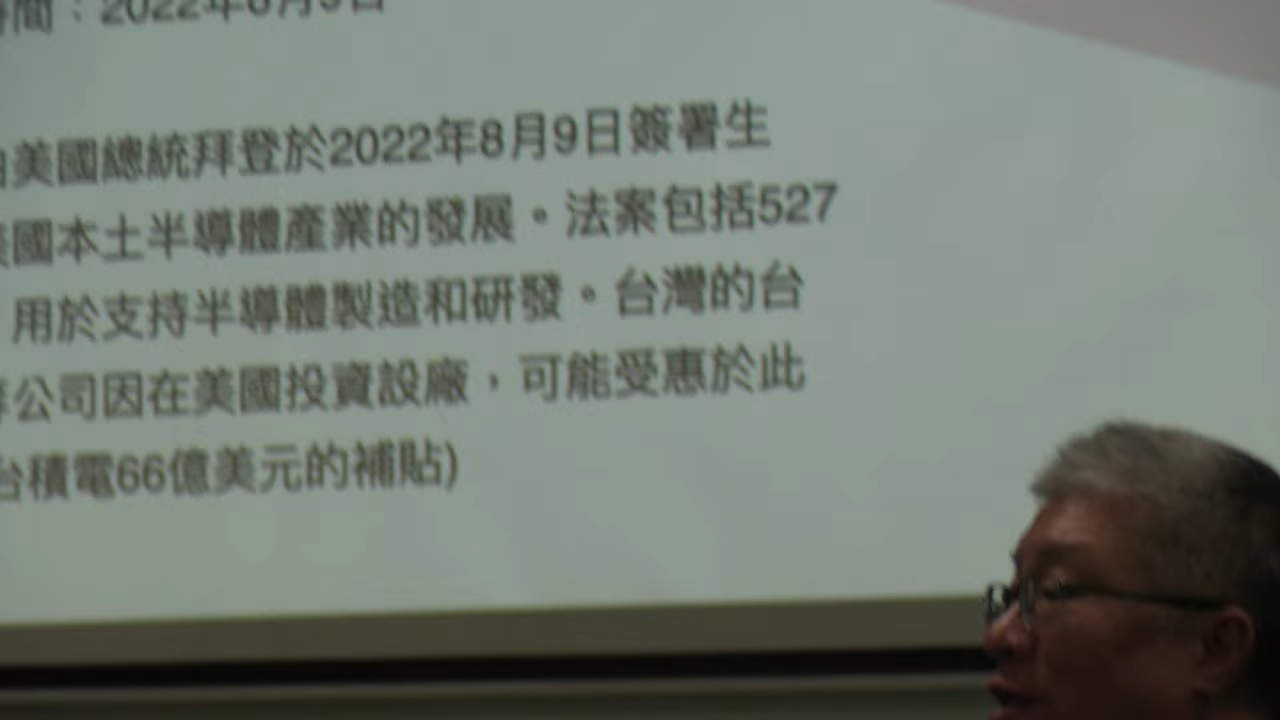 間：2022年8月9日
由美國總統拜登於2022年8月9日簽署生
美國本土半導體產業的發展。法案包括527
用於支持半導體製造和研發。台灣的台
等公司因在美國投資設廠，可能受惠於此
台積電66億美元的補貼)